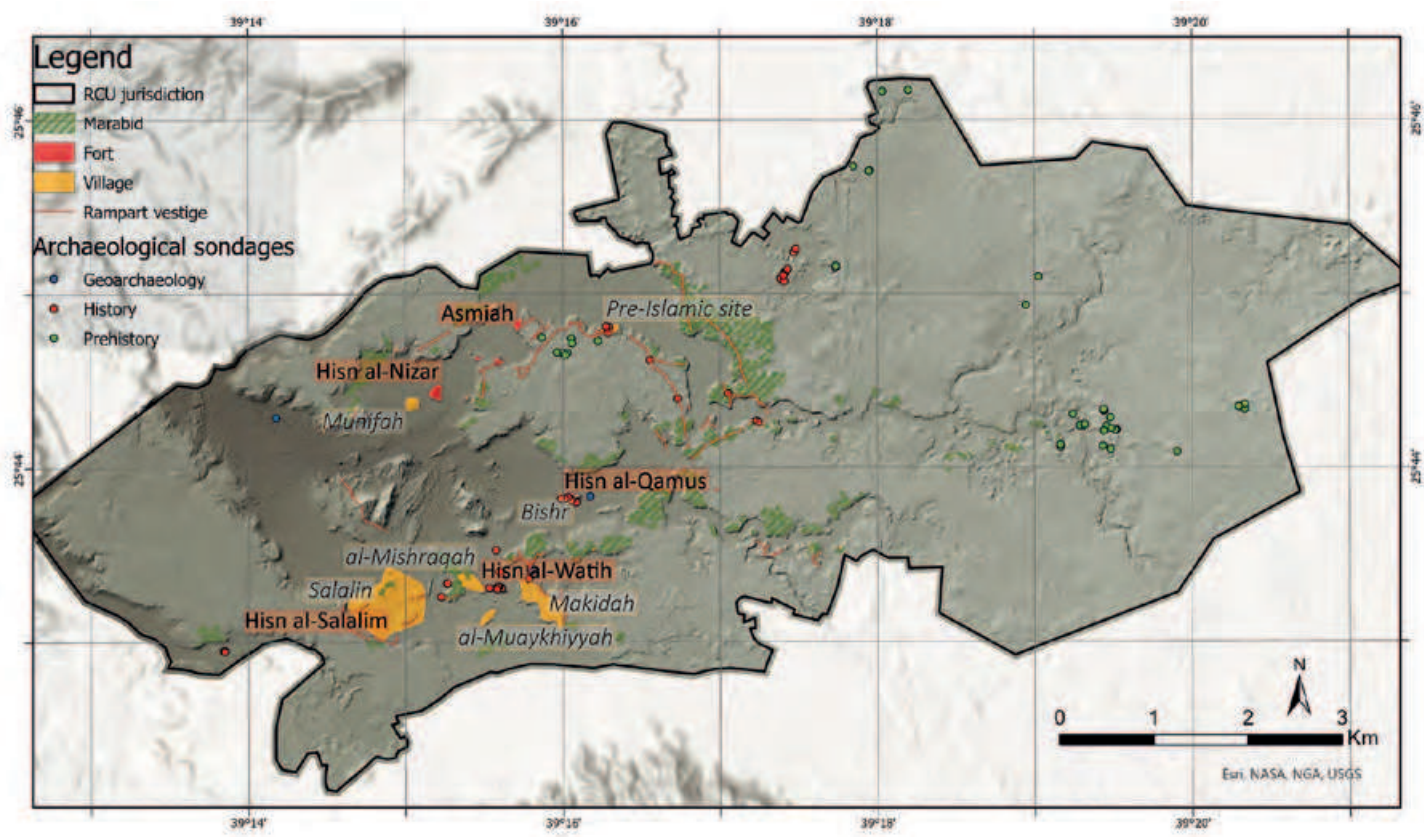 39°14' 39°16' 39°18' 39°20'
Legend
RCU jurisdiction
Marabid
Fort
Village
Rampart vestige
Archaeological sondages
Geoarchaeology
History
Prehistory
25°46' 25°46'
Asmiah
Pre-Islamic site
Hisn al-Nizar
Munifah
25°44' 25°44'
Hisn al-Qamus
Bishr
al-Mishraqah
Hisn al-Watih
Salalin
Makidah
Hisn al-Salalim
al-Muaykhiyyah
N
0 1 2 3
Km
Esri, NASA, NGA, USGS
39°14' 39°16' 39°18' 39°20'